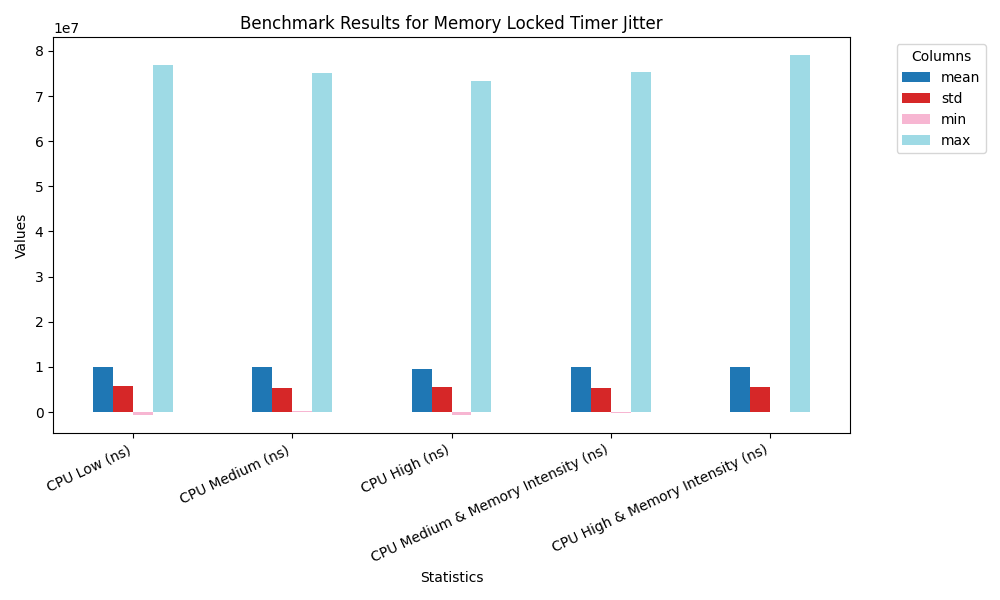 Benchmark Results for Memory Locked Timer Jitter
1e7
8
7
6
5
4
3
2
1
0
Values
CPU Low (ns)
CPU Medium (ns)
CPU High (ns)
CPU Medium & Memory Intensity (ns)
CPU High & Memory Intensity (ns)
Statistics
Columns
mean
std
min
max